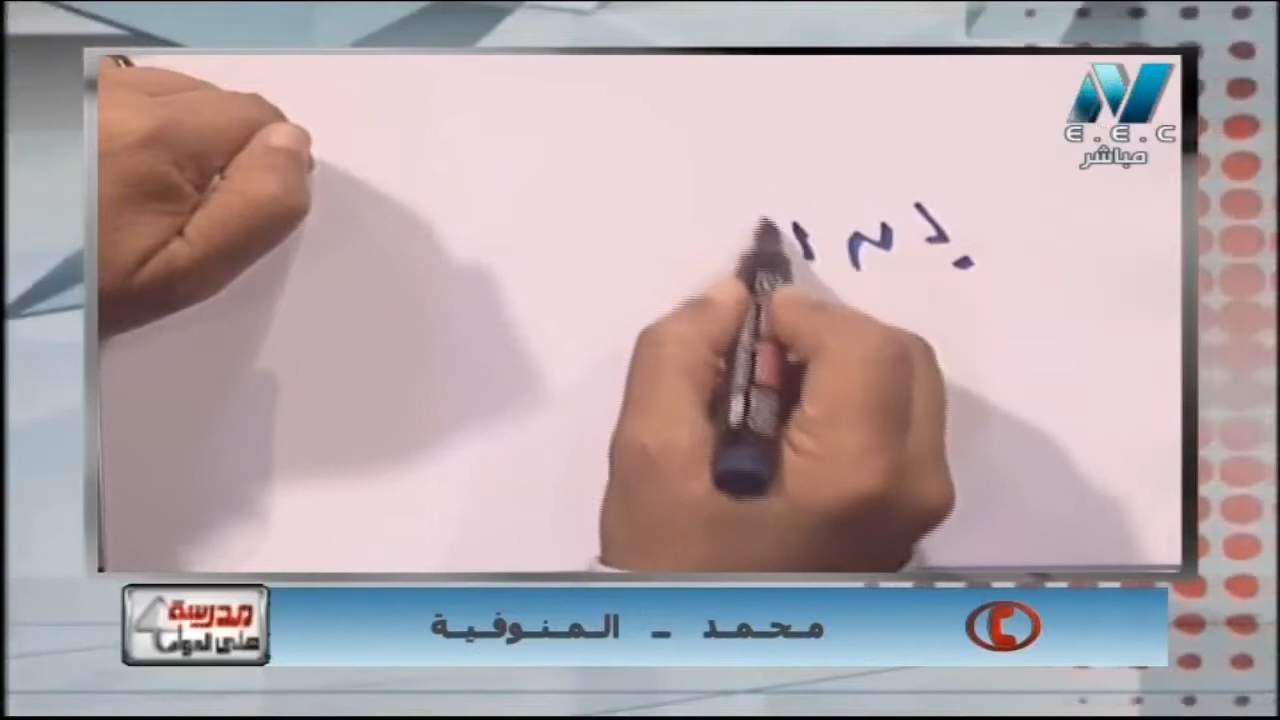 E.E.C
مباشر
محمد - المنوفية
مدرسة
على الهواء